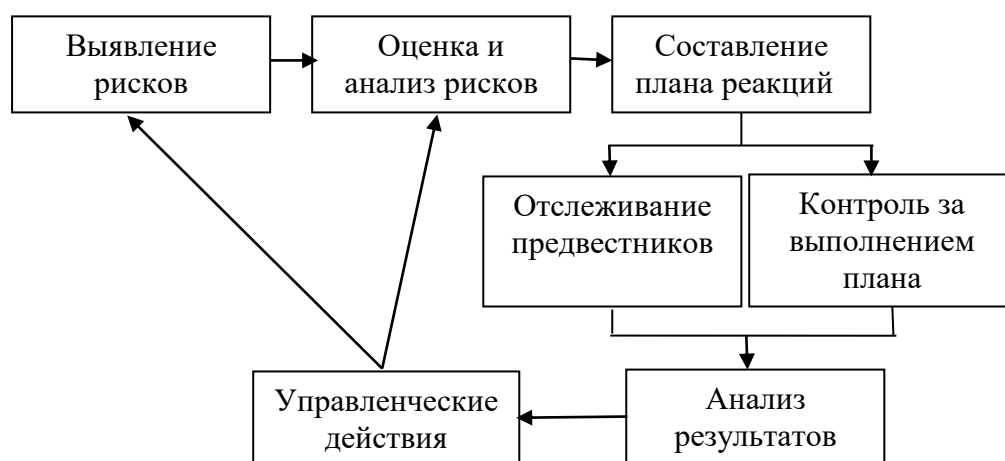 Выявление
рисков
Оценка и
анализ рисков
Составление
плана реакций
Отслеживание
предвестников
Контроль за
выполнением
плана
Управленческие
действия
Анализ
результатов